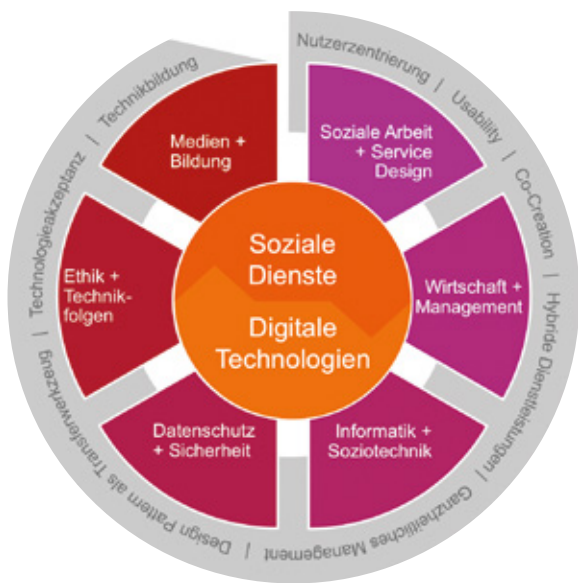 Nutzerzentrierung | Usability | Co-Creation | Hybride Dienstleistungen | Ganzheitliches Management | Design Pattern als Transferwerkzeug | Technologieakzeptanz | Technikbildung
Medien +
Bildung
Soziale Arbeit
+ Service
Design
Ethik +
Technik-
folgen
Soziale
Dienste
Digitale
Technologien
Wirtschaft +
Management
Datenschutz
+ Sicherheit
Informatik +
Soziotechnik